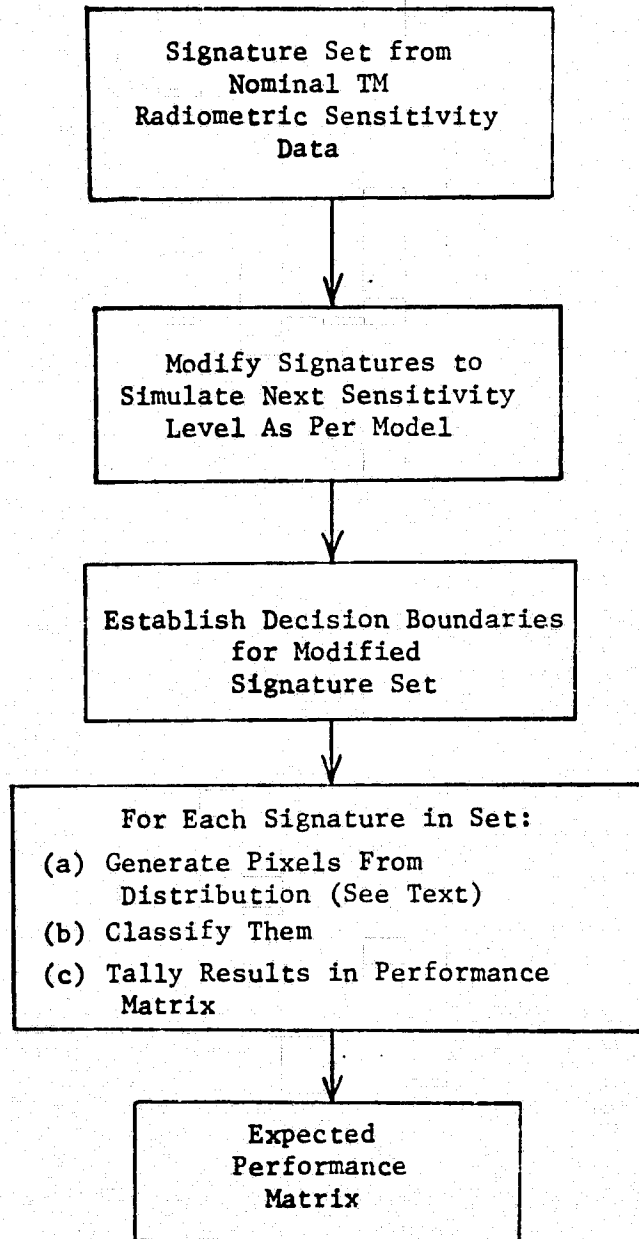 Signature Set from
Nominal TM
Radiometric Sensitivity
Data
Modify Signatures to
Simulate Next Sensitivity
Level As Per Model
Establish Decision Boundaries
for Modified
Signature Set
For Each Signature in Set:
(a) Generate Pixels From
Distribution (See Text)
(b) Classify Them
(c) Tally Results in Performance
Matrix
Expected
Performance
Matrix